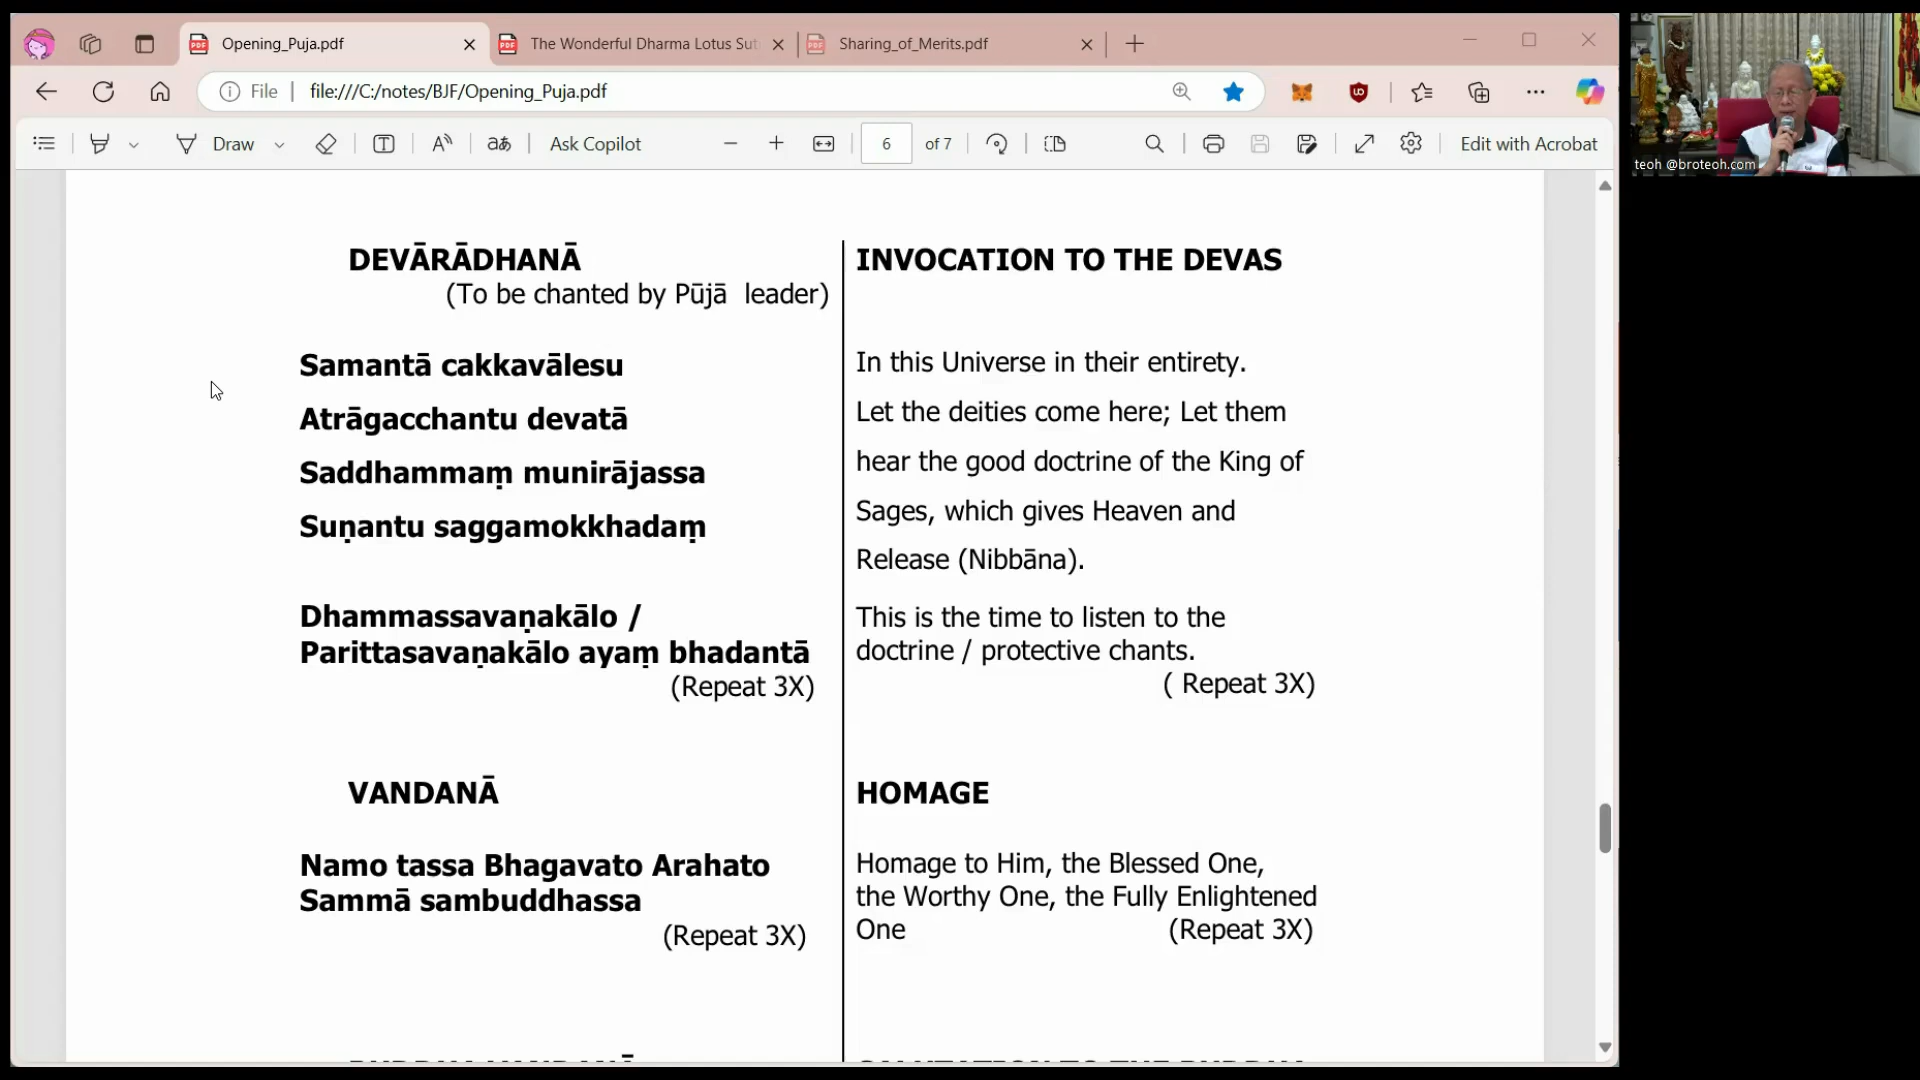 Opening_Puja.pdf
The Wonderful Dharma Lotus Sut
Sharing_of_Merits.pdf
File
file:///C:/notes/BJF/Opening_Puja.pdf
Draw
Ask Copilot
6 of 7
Edit with Acrobat
teoh @broteoh.com
DEVĀRĀDHANĀ
(To be chanted by Pūjā leader)
Samantā cakkavālesu
Atrāgacchantu devatā
Saddhammaṃ munirājassa
Suṇantu saggamokkhadaṃ
Dhammassavaṇakālo /
Parittasavaṇakālo ayaṃ bhadantā
(Repeat 3X)
VANDANĀ
Namo tassa Bhagavato Arahato
Sammā sambuddhassa
(Repeat 3X)
INVOCATION TO THE DEVAS
In this Universe in their entirety.
Let the deities come here; Let them
hear the good doctrine of the King of
Sages, which gives Heaven and
Release (Nibbāna).
This is the time to listen to the
doctrine / protective chants.
( Repeat 3X)
HOMAGE
Homage to Him, the Blessed One,
the Worthy One, the Fully Enlightened
One (Repeat 3X)